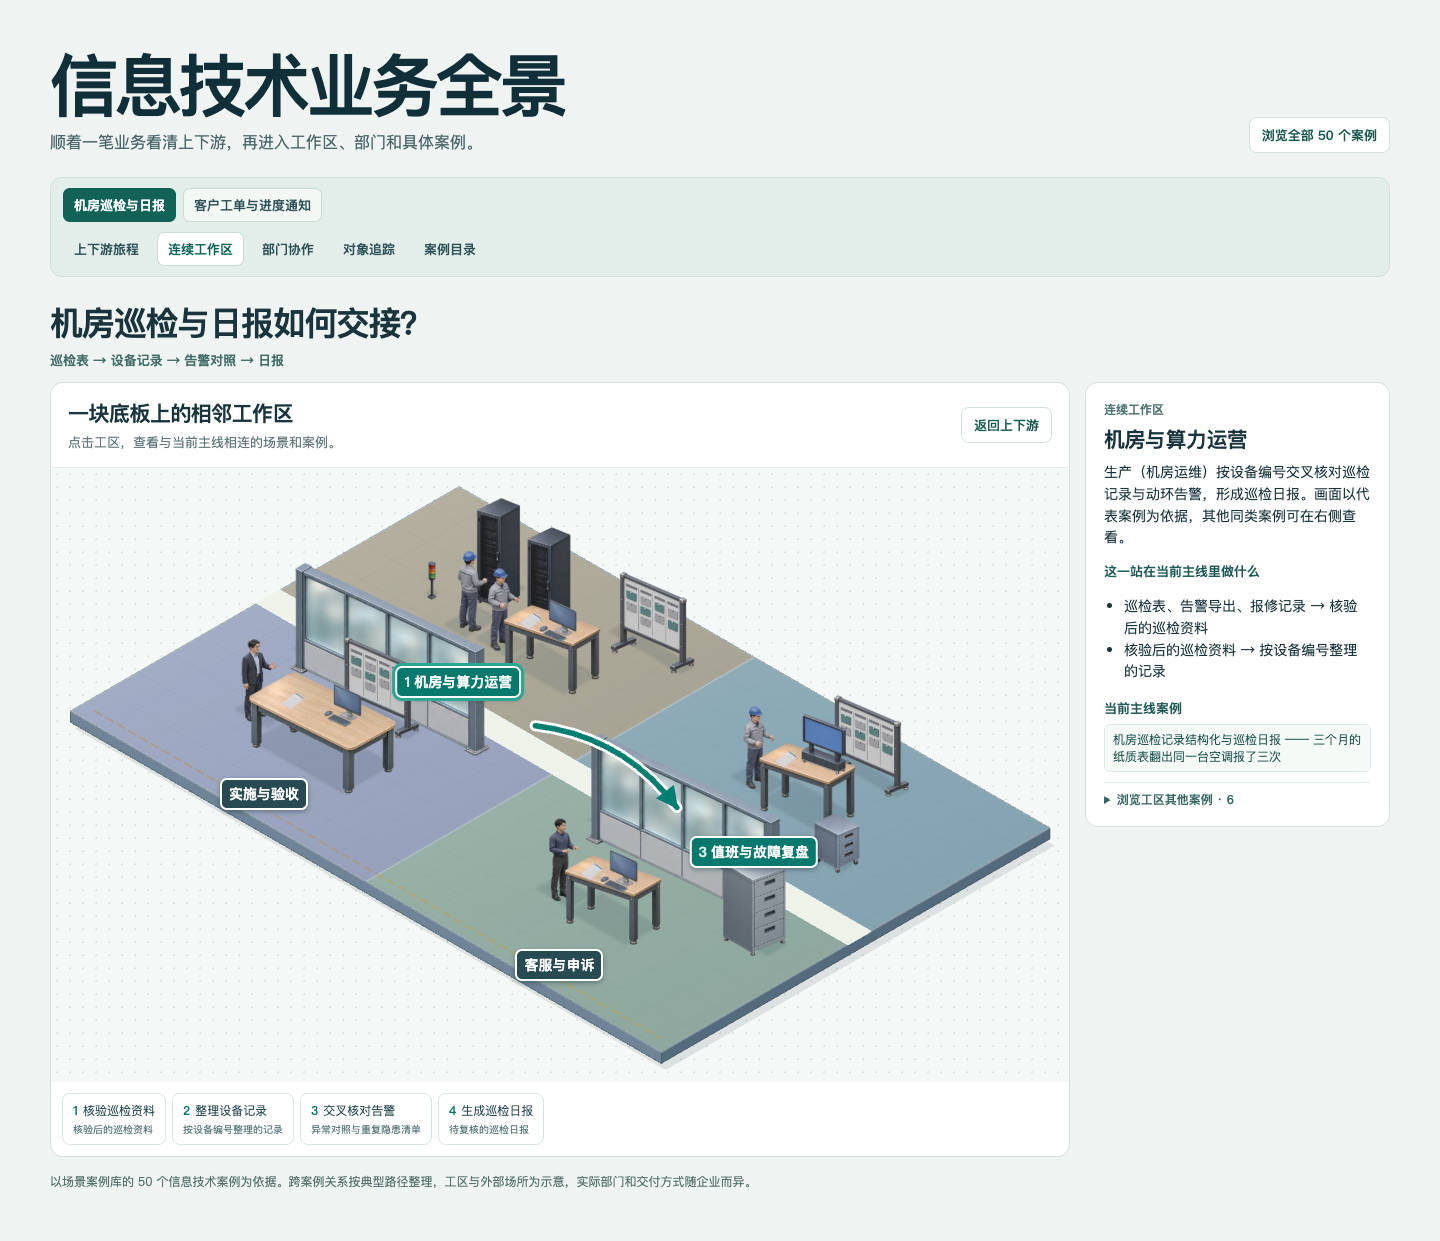 信息技术业务全景
顺着一笔业务看清上下游，再进入工作区、部门和具体案例。
浏览全部 50 个案例
机房巡检与日报
客户工单与进度通知
上下游旅程
连续工作区
部门协作
对象追踪
案例目录
机房巡检与日报如何交接？
巡检表 → 设备记录 → 告警对照 → 日报
一块底板上的相邻工作区
点击工区，查看与当前主线相连的场景和案例。
返回上下游
1 机房与算力运营
实施与验收
3 值班与故障复盘
客服与申诉
1 核验巡检资料
核验后的巡检资料
2 整理设备记录
按设备编号整理的记录
3 交叉核对告警
异常对照与重复隐患清单
4 生成巡检日报
待复核的巡检日报
连续工作区
机房与算力运营
生产（机房运维）按设备编号交叉核对巡检
记录与动环告警，形成巡检日报。画面以代
表案例为依据，其他同类案例可在右侧查
看。
这一站在当前主线里做什么
• 巡检表、告警导出、报修记录 → 核验
后的巡检资料
• 核验后的巡检资料 → 按设备编号整理
的记录
当前主线案例
机房巡检记录结构化与巡检日报 —— 三个月的
纸质表翻出同一台空调报了三次
▶ 浏览工区其他案例 · 6
以场景案例库的 50 个信息技术案例为依据。跨案例关系按典型路径整理，工区与外部场所为示意，实际部门和交付方式随企业而异。